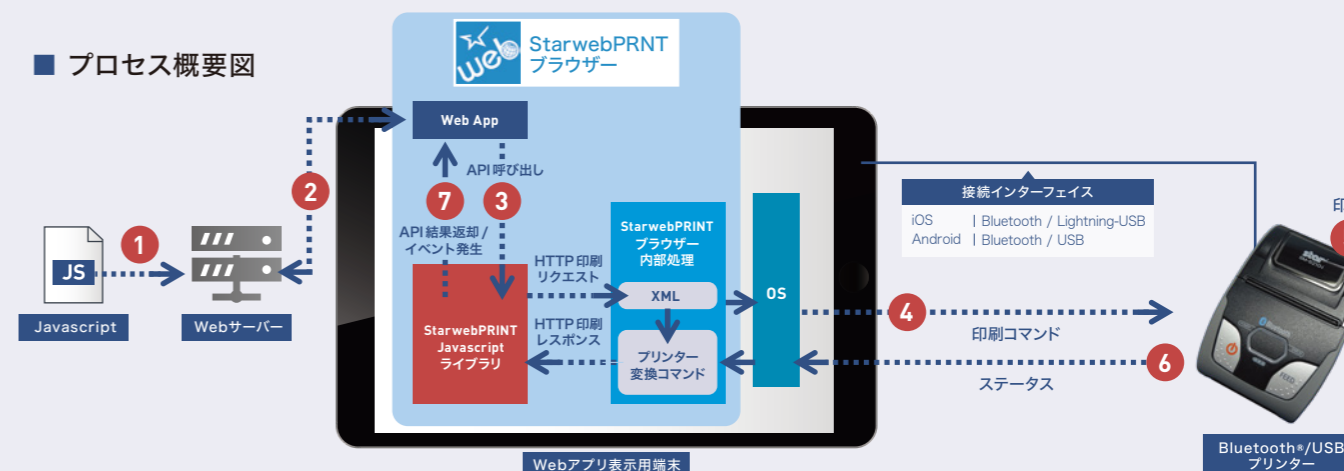 ■ プロセス概要図
web
StarwebPRNT
ブラウザー
Web App
API呼び出し
2
7
3
API結果返却 /
イベント発生
1
JS
Javascript
Webサーバー
StarwebPRINT
Javascript
ライブラリ
HTTP印刷
リクエスト
HTTP印刷
レスポンス
StarwebPRINT
ブラウザー
内部処理
XML
プリンター
変換コマンド
OS
接続インターフェイス
iOS | Bluetooth / Lightning-USB
Android | Bluetooth / USB
4
印刷コマンド
6
ステータス
印
star
Bluetooth
FEED
Webアプリ表示用端末
Bluetooth®/USB
プリンター